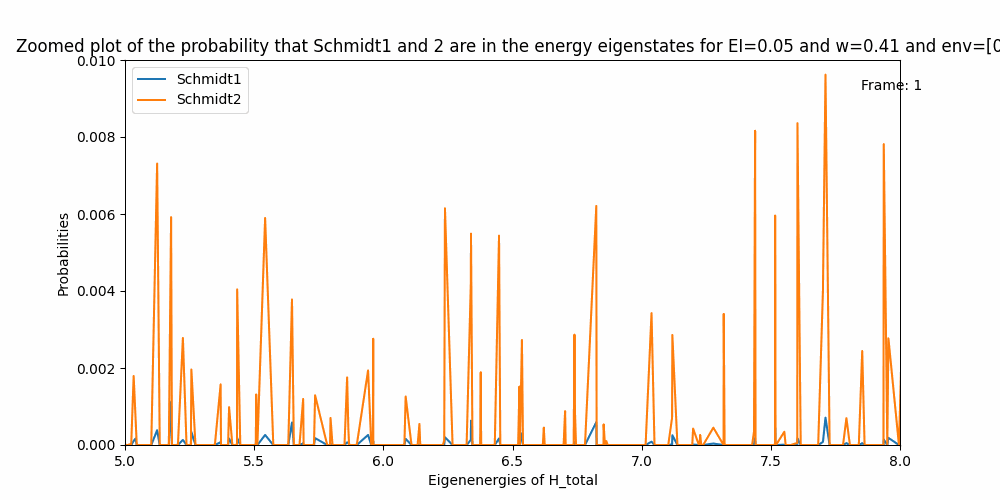 Zoomed plot of the probability that Schmidt1 and 2 are in the energy eigenstates for EI=0.05 and w=0.41 and env=[0
Schmidt1
Schmidt2
Frame: 1
0.010
0.008
0.006
0.004
0.002
0.000
Probabilities
5.0 5.5 6.0 6.5 7.0 7.5 8.0
Eigenenergies of H_total